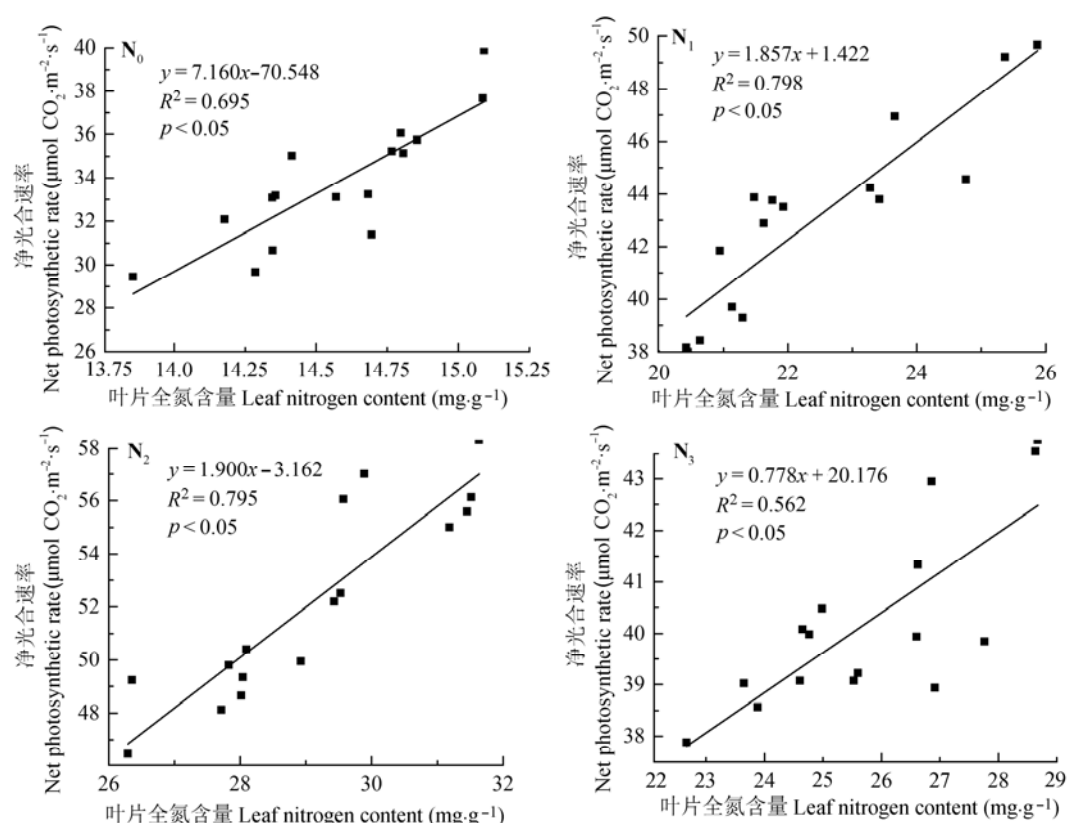 N₀
y = 7.160x−70.548
R² = 0.695
p < 0.05
40
38
36
34
32
30
28
26
净光合速率
Net photosynthetic rate (μmol CO₂·m⁻²·s⁻¹)
13.75 14.0 14.25 14.5 14.75 15.0 15.25
叶片全氮含量 Leaf nitrogen content (mg·g⁻¹)
N₁
y = 1.857x + 1.422
R² = 0.798
p < 0.05
50
48
46
44
42
40
38
净光合速率
Net photosynthetic rate (μmol CO₂·m⁻²·s⁻¹)
20 22 24 26
叶片全氮含量 Leaf nitrogen content (mg·g⁻¹)
N₂
y = 1.900x − 3.162
R² = 0.795
p < 0.05
58
56
54
52
50
48
净光合速率
Net photosynthetic rate (μmol CO₂·m⁻²·s⁻¹)
26 28 30 32
叶片全氮含量 Leaf nitrogen content (mg·g⁻¹)
N₃
y = 0.778x + 20.176
R² = 0.562
p < 0.05
43
42
41
40
39
38
净光合速率
Net photosynthetic rate (μmol CO₂·m⁻²·s⁻¹)
22 23 24 25 26 27 28 29
叶片全氮含量 Leaf nitrogen content (mg·g⁻¹)